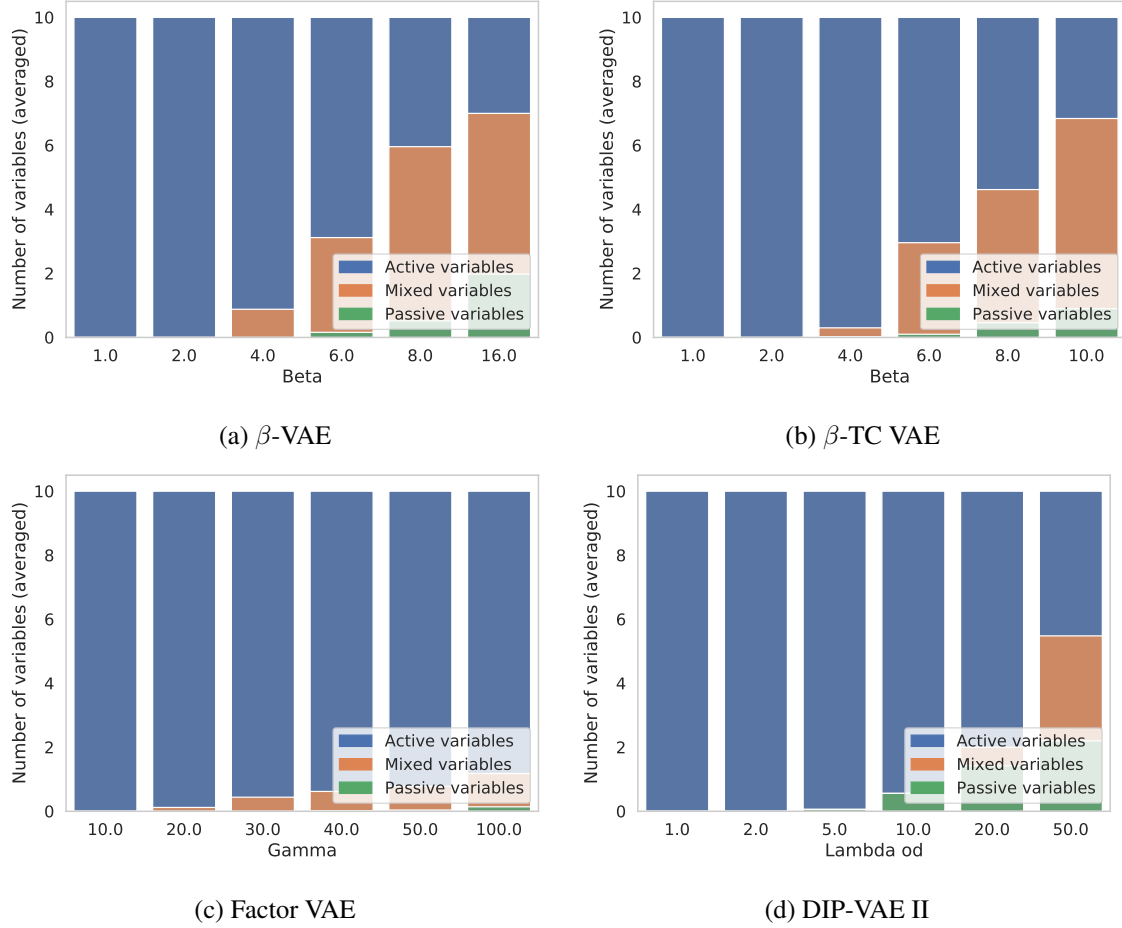 10
8
6
4
2
0
Number of variables (averaged)
Active variables
Mixed variables
Passive variables
1.0 2.0 4.0 6.0 8.0 16.0
Beta
(a) β-VAE
10
8
6
4
2
0
Number of variables (averaged)
Active variables
Mixed variables
Passive variables
1.0 2.0 4.0 6.0 8.0 10.0
Beta
(b) β-TC VAE
10
8
6
4
2
0
Number of variables (averaged)
Active variables
Mixed variables
Passive variables
10.0 20.0 30.0 40.0 50.0 100.0
Gamma
(c) Factor VAE
10
8
6
4
2
0
Number of variables (averaged)
Active variables
Mixed variables
Passive variables
1.0 2.0 5.0 10.0 20.0 50.0
Lambda od
(d) DIP-VAE II